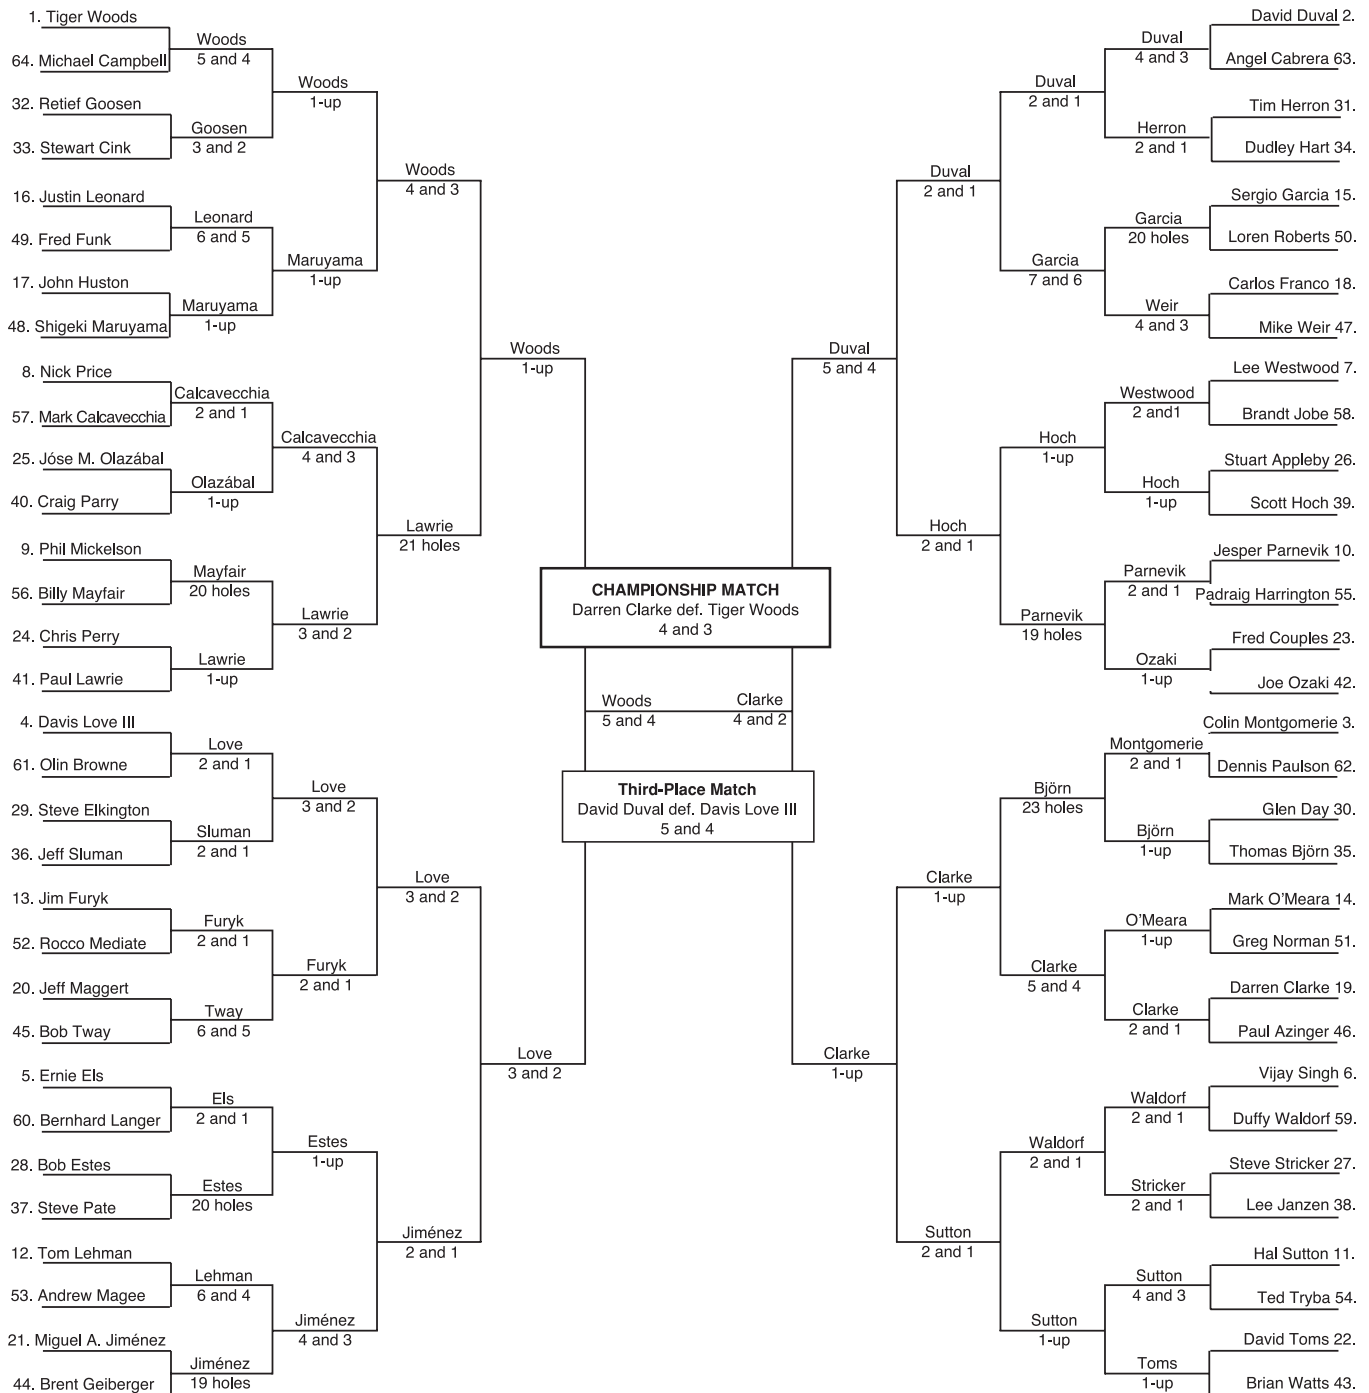 1. Tiger Woods
64. Michael Campbell
32. Retief Goosen
33. Stewart Cink
16. Justin Leonard
49. Fred Funk
17. John Huston
48. Shigeki Maruyama
8. Nick Price
57. Mark Calcavecchia
25. Jóse M. Olazábal
40. Craig Parry
9. Phil Mickelson
56. Billy Mayfair
24. Chris Perry
41. Paul Lawrie
4. Davis Love III
61. Olin Browne
29. Steve Elkington
36. Jeff Sluman
13. Jim Furyk
52. Rocco Mediate
20. Jeff Maggert
45. Bob Tway
5. Ernie Els
60. Bernhard Langer
28. Bob Estes
37. Steve Pate
12. Tom Lehman
53. Andrew Magee
21. Miguel A. Jiménez
44. Brent Geiberger
Woods
5 and 4
Goosen
3 and 2
Leonard
6 and 5
Maruyama
1-up
Calcavecchia
2 and 1
Olazábal
1-up
Mayfair
20 holes
Lawrie
1-up
Love
2 and 1
Sluman
2 and 1
Furyk
2 and 1
Tway
6 and 5
Els
2 and 1
Estes
20 holes
Lehman
6 and 4
Jiménez
19 holes
Woods
1-up
Maruyama
1-up
Calcavecchia
4 and 3
Lawrie
3 and 2
Love
3 and 2
Furyk
2 and 1
Estes
1-up
Jiménez
4 and 3
Woods
4 and 3
Lawrie
21 holes
Love
3 and 2
Jiménez
2 and 1
Woods
1-up
Love
3 and 2
CHAMPIONSHIP MATCH
Darren Clarke def. Tiger Woods
4 and 3
Woods
5 and 4
Clarke
4 and 2
Third-Place Match
David Duval def. Davis Love III
5 and 4
Duval
5 and 4
Clarke
1-up
Duval
2 and 1
Hoch
2 and 1
Clarke
1-up
Sutton
2 and 1
Duval
2 and 1
Garcia
7 and 6
Hoch
1-up
Parnevik
19 holes
Björn
23 holes
Clarke
5 and 4
Waldorf
2 and 1
Sutton
1-up
Duval
4 and 3
Herron
2 and 1
Garcia
20 holes
Weir
4 and 3
Westwood
2 and1
Hoch
1-up
Parnevik
2 and 1
Ozaki
1-up
Montgomerie
2 and 1
Björn
1-up
O’Meara
1-up
Clarke
2 and 1
Waldorf
2 and 1
Stricker
2 and 1
Sutton
4 and 3
Toms
1-up
David Duval 2.
Angel Cabrera 63.
Tim Herron 31.
Dudley Hart 34.
Sergio Garcia 15.
Loren Roberts 50.
Carlos Franco 18.
Mike Weir 47.
Lee Westwood 7.
Brandt Jobe 58.
Stuart Appleby 26.
Scott Hoch 39.
Jesper Parnevik 10.
Padraig Harrington 55.
Fred Couples 23.
Joe Ozaki 42.
Colin Montgomerie 3.
Dennis Paulson 62.
Glen Day 30.
Thomas Björn 35.
Mark O’Meara 14.
Greg Norman 51.
Darren Clarke 19.
Paul Azinger 46.
Vijay Singh 6.
Duffy Waldorf 59.
Steve Stricker 27.
Lee Janzen 38.
Hal Sutton 11.
Ted Tryba 54.
David Toms 22.
Brian Watts 43.